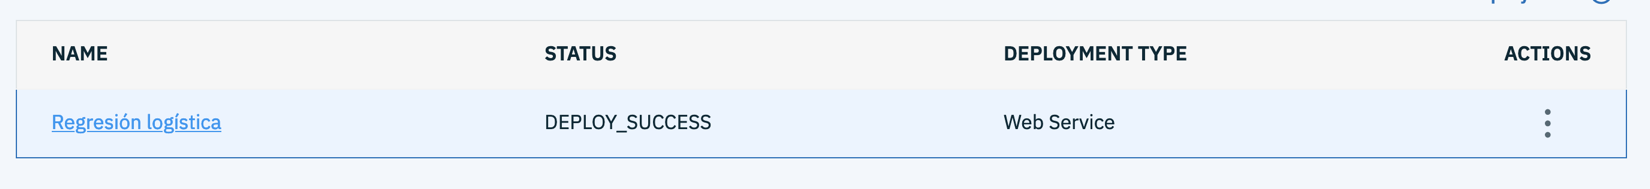 NAME STATUS DEPLOYMENT TYPE ACTIONS
Regresión logística DEPLOY_SUCCESS Web Service